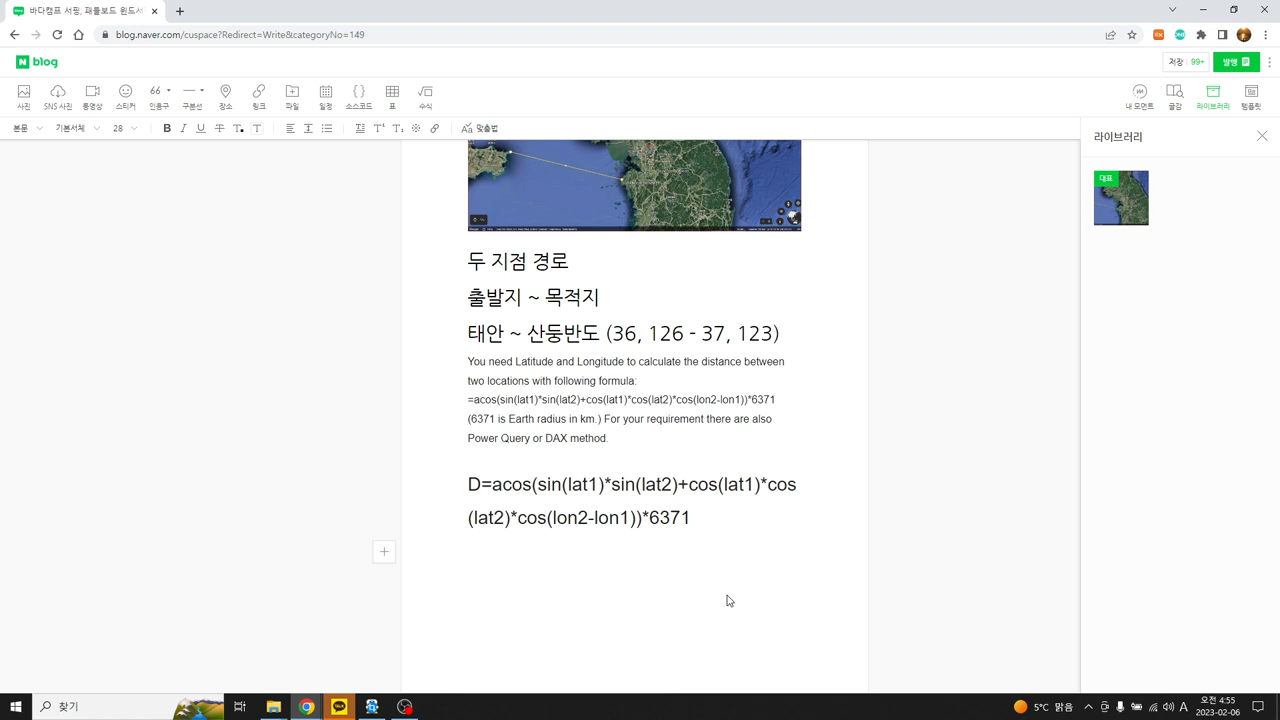 바다캠프 서핑, 패들보드 윈드서
blog.naver.com/cuspace?Redirect=Write&categoryNo=149
N blog
저장 99+
발행
사진
SNS 사진
동영상
스티커
인용구
구분선
장소
링크
파일
일정
소스코드
표
수식
내 모먼트
글감
라이브러리
템플릿
본문
기본서체
28
맞춤법
라이브러리
대표
두 지점 경로
출발지 ~ 목적지
태안 ~ 산둥반도 (36, 126 - 37, 123)
You need Latitude and Longitude to calculate the distance between
two locations with following formula:
=acos(sin(lat1)*sin(lat2)+cos(lat1)*cos(lat2)*cos(lon2-lon1))*6371
(6371 is Earth radius in km.) For your requirement there are also
Power Query or DAX method.
D=acos(sin(lat1)*sin(lat2)+cos(lat1)*cos
(lat2)*cos(lon2-lon1))*6371
찾기
TALK
5°C 맑음
A
오전 4:55
2023-02-06